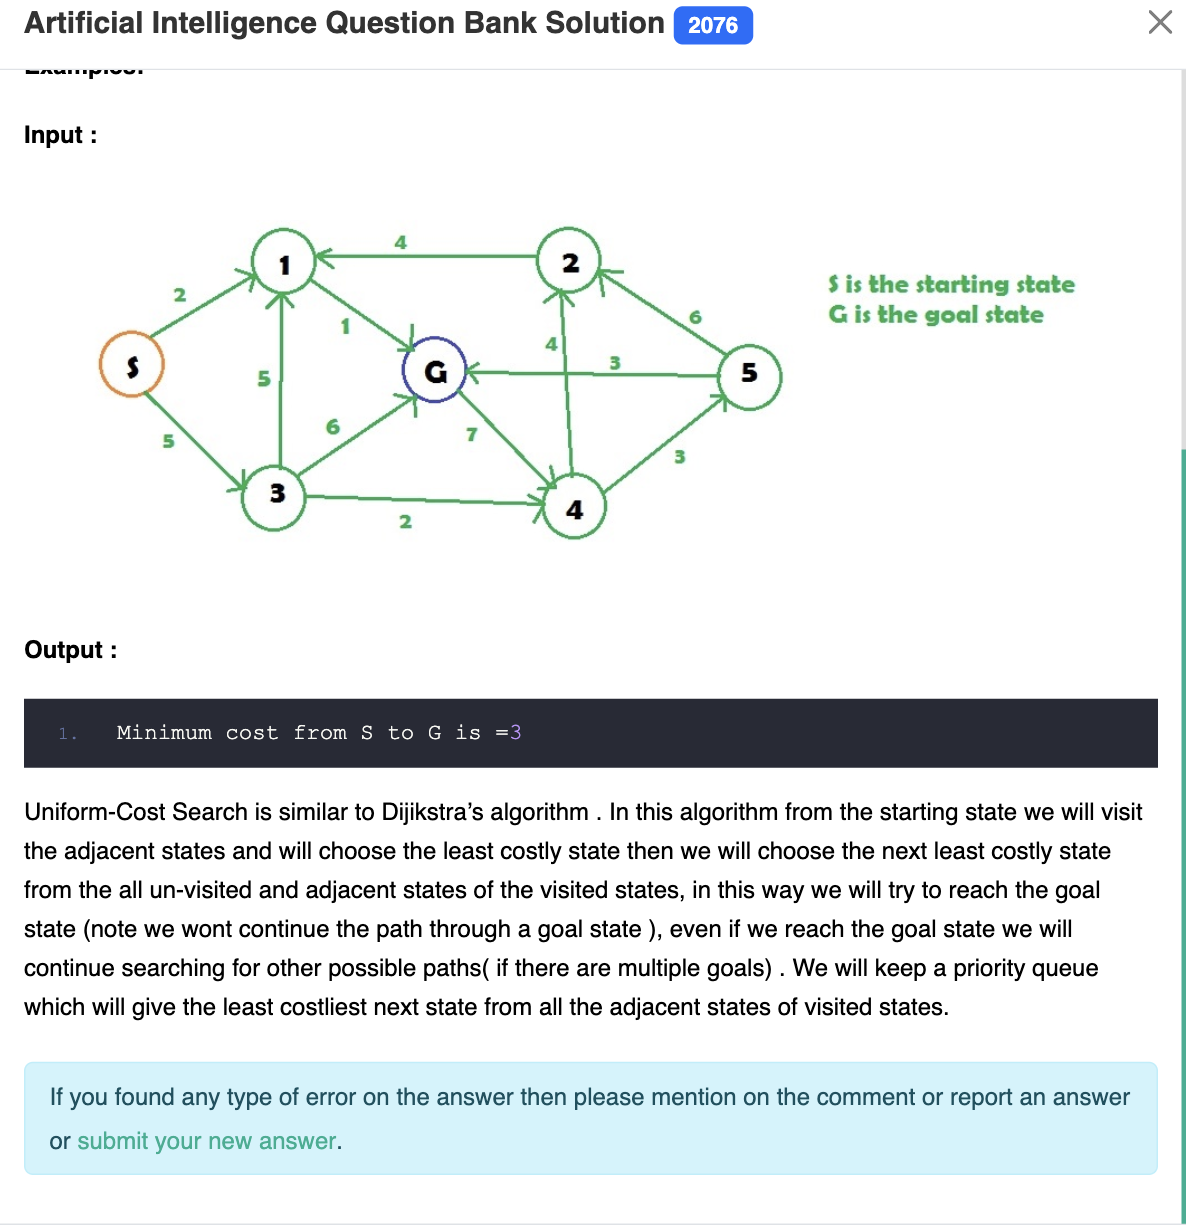 Artificial Intelligence Question Bank Solution 2076
Examples:
Input :
4
1
2
2
S is the starting state
G is the goal state
1
6
4
S
G
3
5
5
6
7
5
3
3
4
2
Output :
1. Minimum cost from S to G is =3
Uniform-Cost Search is similar to Dijikstra’s algorithm . In this algorithm from the starting state we will visit
the adjacent states and will choose the least costly state then we will choose the next least costly state
from the all un-visited and adjacent states of the visited states, in this way we will try to reach the goal
state (note we wont continue the path through a goal state ), even if we reach the goal state we will
continue searching for other possible paths( if there are multiple goals) . We will keep a priority queue
which will give the least costliest next state from all the adjacent states of visited states.
If you found any type of error on the answer then please mention on the comment or report an answer
or submit your new answer.